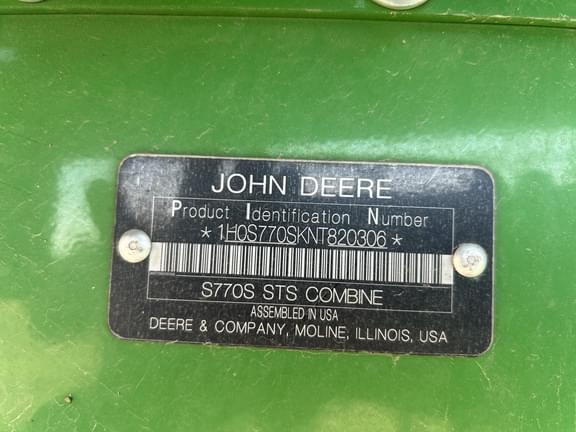 JOHN DEERE
Product Identification Number
*1H0S770SKNT820306*
S770S STS COMBINE
ASSEMBLED IN USA
DEERE & COMPANY, MOLINE, ILLINOIS, USA